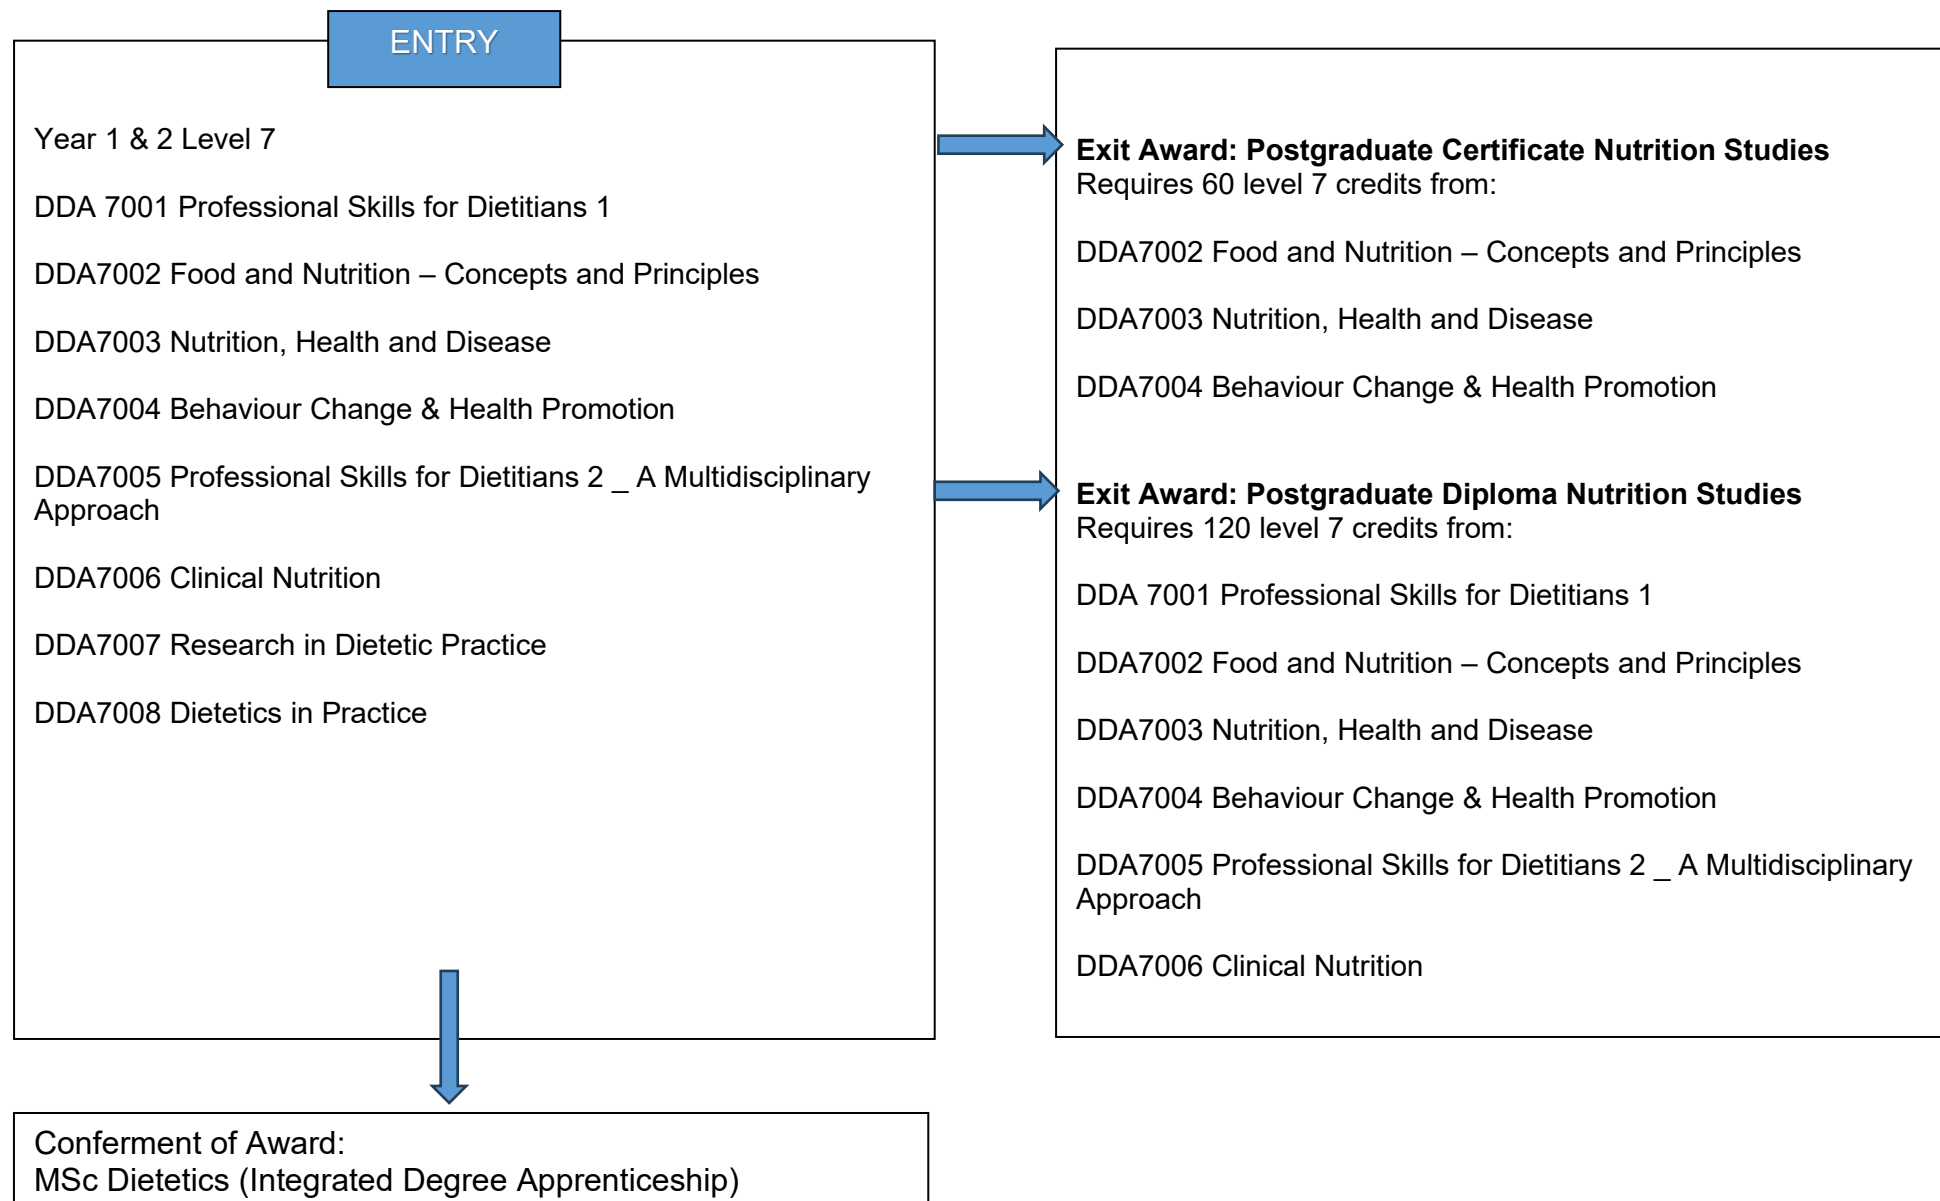 ENTRY
Year 1 & 2 Level 7
DDA 7001 Professional Skills for Dietitians 1
DDA7002 Food and Nutrition – Concepts and Principles
DDA7003 Nutrition, Health and Disease
DDA7004 Behaviour Change & Health Promotion
DDA7005 Professional Skills for Dietitians 2 _ A Multidisciplinary
Approach
DDA7006 Clinical Nutrition
DDA7007 Research in Dietetic Practice
DDA7008 Dietetics in Practice
Exit Award: Postgraduate Certificate Nutrition Studies
Requires 60 level 7 credits from:
DDA7002 Food and Nutrition – Concepts and Principles
DDA7003 Nutrition, Health and Disease
DDA7004 Behaviour Change & Health Promotion
Exit Award: Postgraduate Diploma Nutrition Studies
Requires 120 level 7 credits from:
DDA 7001 Professional Skills for Dietitians 1
DDA7002 Food and Nutrition – Concepts and Principles
DDA7003 Nutrition, Health and Disease
DDA7004 Behaviour Change & Health Promotion
DDA7005 Professional Skills for Dietitians 2 _ A Multidisciplinary
Approach
DDA7006 Clinical Nutrition
Conferment of Award:
MSc Dietetics (Integrated Degree Apprenticeship)